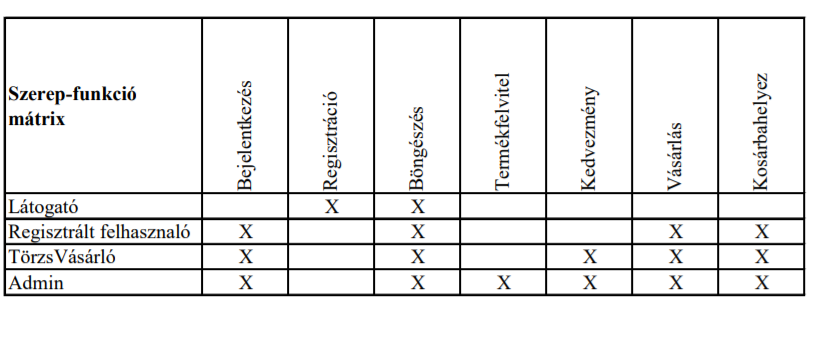 Szerep-funkció
mátrix
Bejelentkezés
Regisztráció
Böngészés
Termékfelvitel
Kedvezmény
Vásárlás
Kosárbahelyez
Látogató X X
Regisztrált felhasznaló X X X X
TörzsVásárló X X X X X
Admin X X X X X X